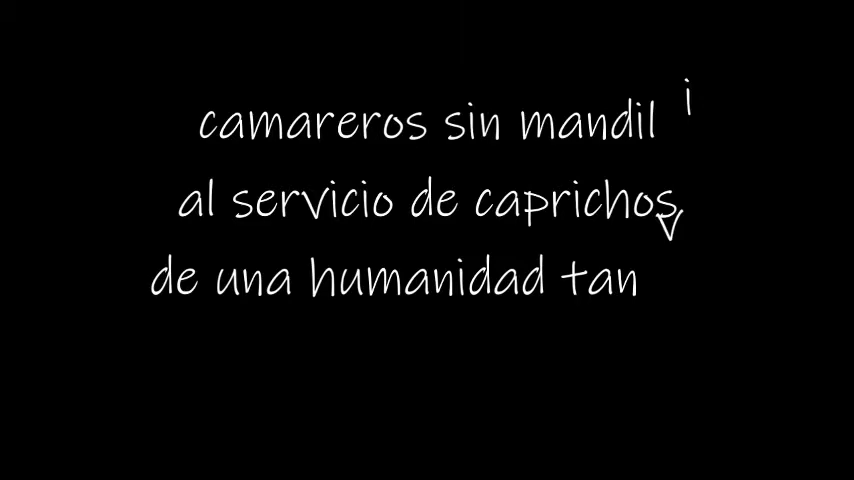 camareros sin mandil
al servicio de caprichos
de una humanidad tan v i